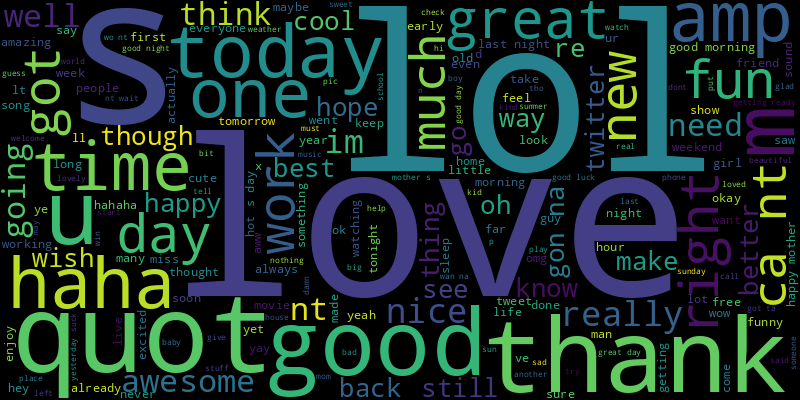 well
say
amazing
lt
song
got
week
people
s
think
first
good night
wo nt
nt wait
actually
today
one
everyone
maybe
weather
sweet
cool
hope
went
keep
year
im
lol
check
early
hi
much
great
last night
old
even
d
boy
take
tho
go
way
feel
kind
summer
look
home
little
re
ur
twitter
watch
new
real
amp
good morning
friend
dont
put
fun
glad
need
show
getting ready
saw
weekend
beautiful
sound
m
guess
world
pic
school
good day
must
music
though
tomorrow
ll
time
long
welcome
lovely
bit
cute
tell
x
best
mother s
morning
good luck
phone
girl
loved
okay
want
going
ye
u
hahaha
start
win
may
day
happy
work
hot s day
something
aww
love
ok
watching
help
tonight
big
nothing
thing
sleep
kid
oh
far
p
omg
wan na
guy
play
gon na
last
night
hour
make
sunday
right
call
better
ca nt
happy mother
working
wish
many
miss
thought
always
haha
soon
damn
see
know
movie
house
nt
made
yeah
nice
tweet
life
done
really
man
lot
free
wow
got ta
funny
enjoy
quot
suck
live
excited
yet
yay
baby
give
good
bad
sun
ve
sad
another
thank
great day
try
getting
come
said
someone
hey
place
left
yesterday
already
never
awesome
stuff
mom
back
still
sure